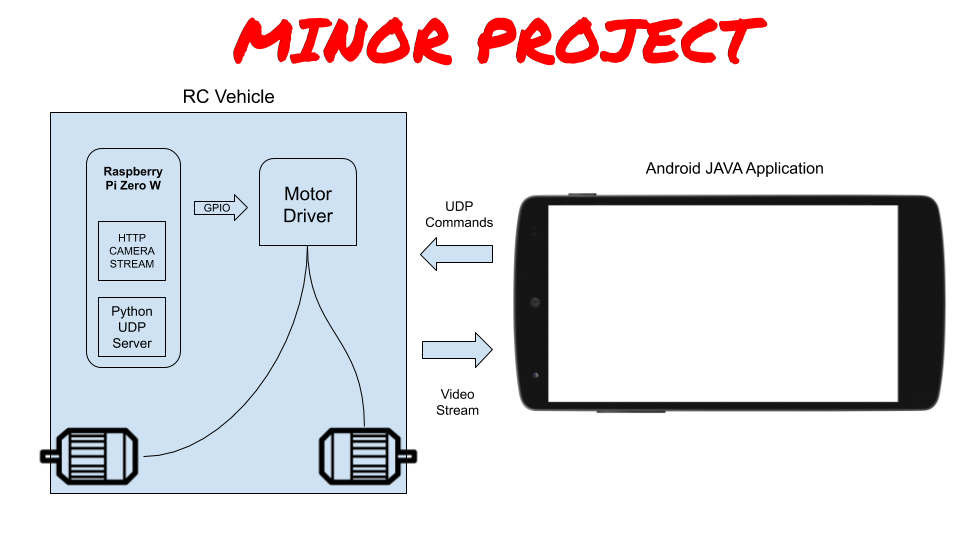 MINOR PROJECT
RC Vehicle
Raspberry
Pi Zero W
HTTP
CAMERA
STREAM
Python
UDP
Server
GPIO
Motor
Driver
UDP
Commands
Video
Stream
Android JAVA Application